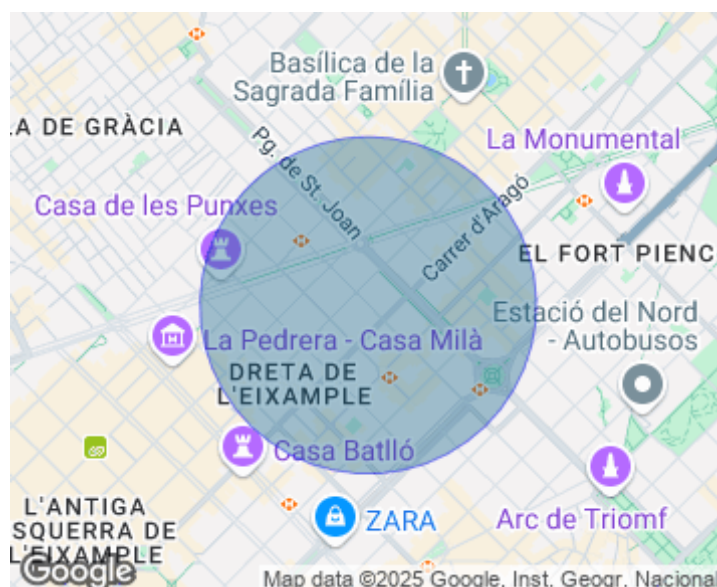 Basílica de la
Sagrada Família
LA DE GRÀCIA
La Monumental
Pg. de St. Joan
Casa de les Punxes
Carrer d'Aragó
EL FORT PIENC
Estació del Nord
- Autobusos
La Pedrera - Casa Milà
DRETA DE
L'EIXAMPLE
Casa Batlló
L'ANTIGA
SQUERRA DE
L'EIXAMPLE
ZARA
Arc de Triomf
Google
Map data ©2025 Google, Inst. Geogr. Nacional